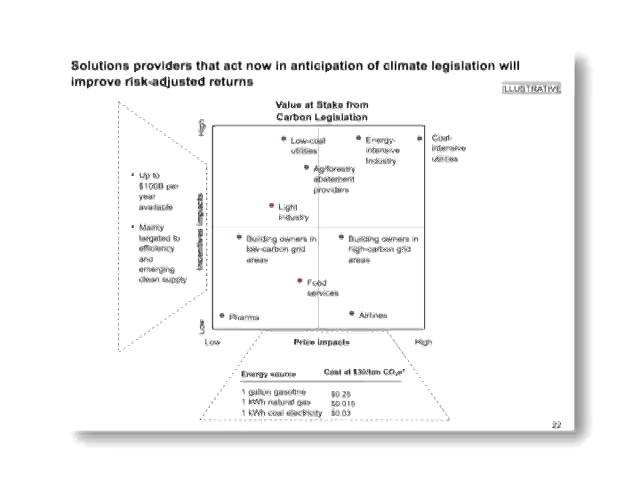 Solutions providers that act now in anticipation of climate legislation will
improve risk-adjusted returns
ILLUSTRATIVE
Value at Stake from
Carbon Legislation
High
Low-coal
utilities
Energy-
intensive
Industry
Coal-
intensive
utilities
Ag/forestry
abatement
providers
• Up to
$100B per
year
available
• Mainly
targeted to
efficiency
and
emerging
clean supply
Incentives impacts
Light
industry
Building owners in
low-carbon grid
areas
Building owners in
high-carbon grid
areas
Food
services
Pharma
Airlines
Low
Low
Price impacts
High
Energy source Cost at $30/ton CO₂e¹
1 gallon gasoline $0.26
1 kWh natural gas $0.015
1 kWh coal electricity $0.03
22